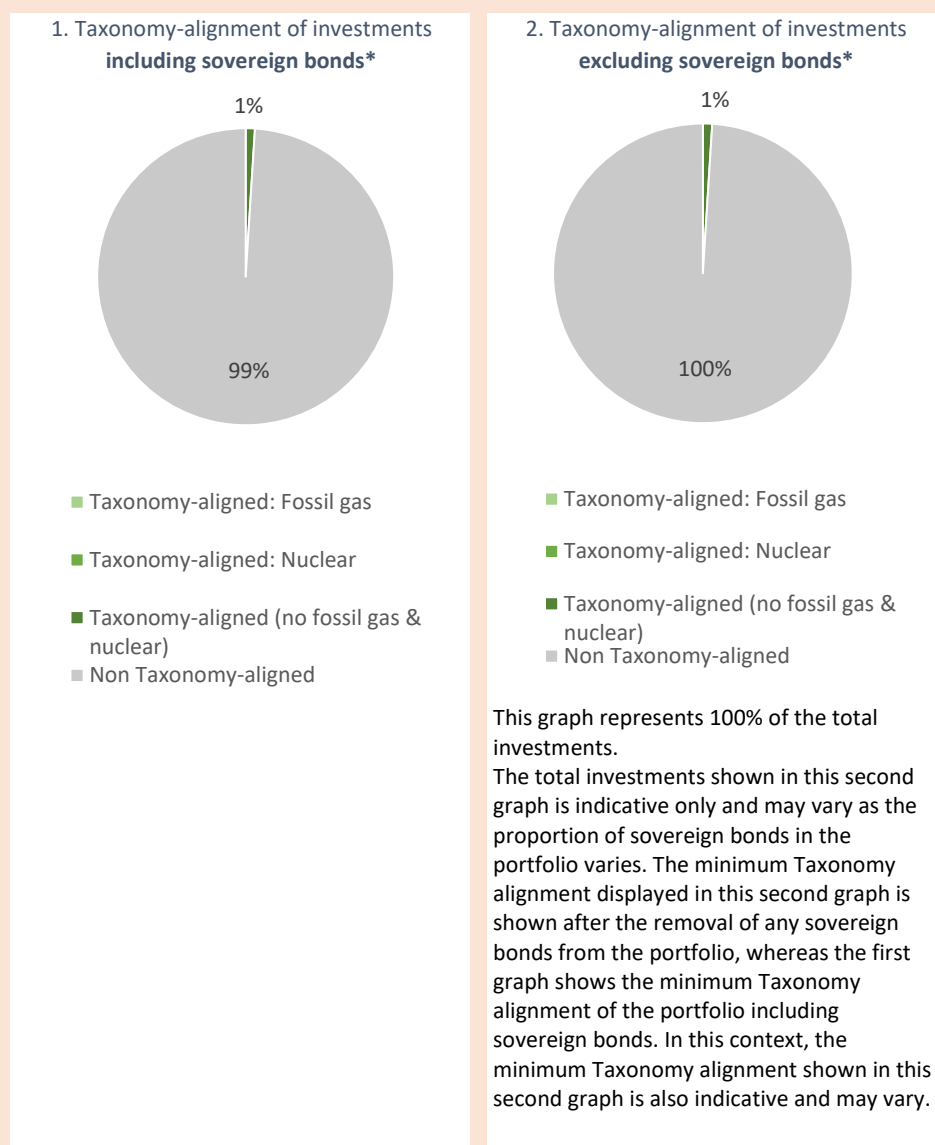 1. Taxonomy-alignment of investments
including sovereign bonds*
1%
99%
Taxonomy-aligned: Fossil gas
Taxonomy-aligned: Nuclear
Taxonomy-aligned (no fossil gas &
nuclear)
Non Taxonomy-aligned
2. Taxonomy-alignment of investments
excluding sovereign bonds*
1%
100%
Taxonomy-aligned: Fossil gas
Taxonomy-aligned: Nuclear
Taxonomy-aligned (no fossil gas &
nuclear)
Non Taxonomy-aligned
This graph represents 100% of the total
investments.
The total investments shown in this second
graph is indicative only and may vary as the
proportion of sovereign bonds in the
portfolio varies. The minimum Taxonomy
alignment displayed in this second graph is
shown after the removal of any sovereign
bonds from the portfolio, whereas the first
graph shows the minimum Taxonomy
alignment of the portfolio including
sovereign bonds. In this context, the
minimum Taxonomy alignment shown in this
second graph is also indicative and may vary.